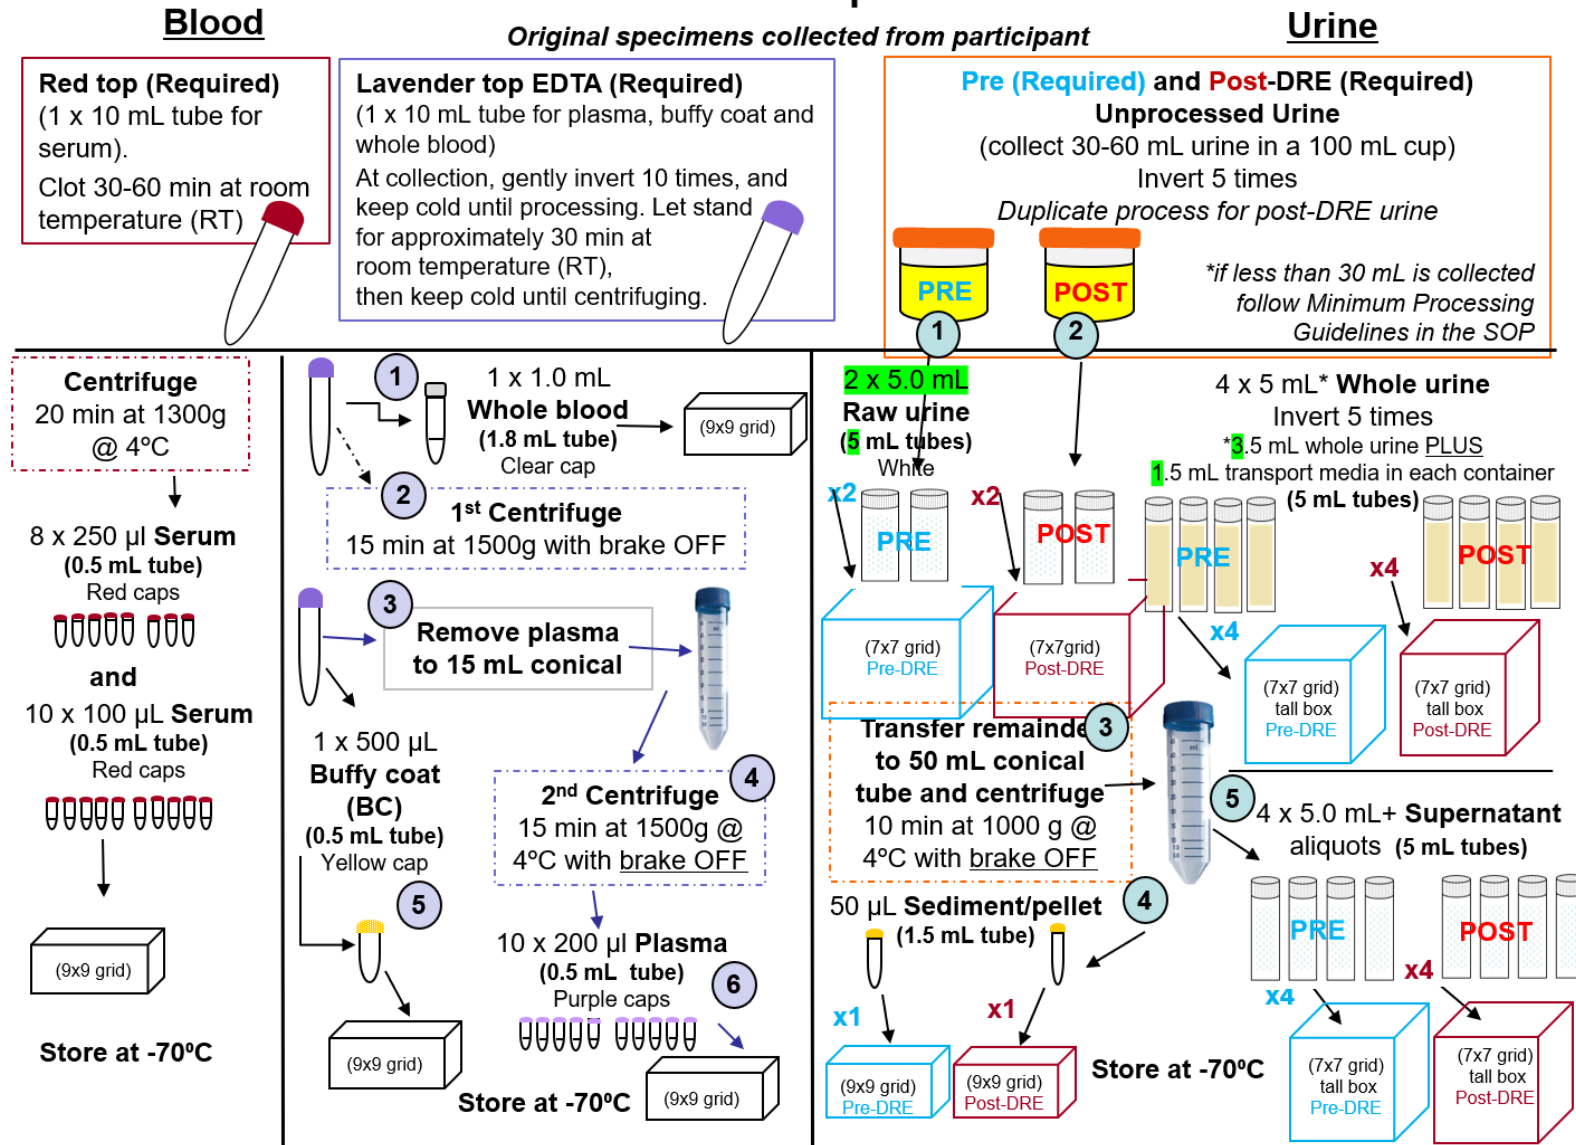 Blood
Original specimens collected from participant
Urine
Red top (Required)
(1 x 10 mL tube for
serum).
Clot 30-60 min at room
temperature (RT)
Lavender top EDTA (Required)
(1 x 10 mL tube for plasma, buffy coat and
whole blood)
At collection, gently invert 10 times, and
keep cold until processing. Let stand
for approximately 30 min at
room temperature (RT),
then keep cold until centrifuging.
Pre (Required) and Post-DRE (Required)
Unprocessed Urine
(collect 30-60 mL urine in a 100 mL cup)
Invert 5 times
Duplicate process for post-DRE urine
PRE
POST
*if less than 30 mL is collected
follow Minimum Processing
Guidelines in the SOP
1
2
Centrifuge
20 min at 1300g
@ 4ºC
8 x 250 µl Serum
(0.5 mL tube)
Red caps
and
10 x 100 µL Serum
(0.5 mL tube)
Red caps
(9x9 grid)
Store at -70ºC
1
1 x 1.0 mL
Whole blood
(1.8 mL tube)
Clear cap
(9x9 grid)
2
1st Centrifuge
15 min at 1500g with brake OFF
3
Remove plasma
to 15 mL conical
1 x 500 µL
Buffy coat
(BC)
(0.5 mL tube)
Yellow cap
5
(9x9 grid)
4
2nd Centrifuge
15 min at 1500g @
4ºC with brake OFF
10 x 200 µl Plasma
(0.5 mL tube)
Purple caps
6
(9x9 grid)
Store at -70ºC
2 x 5.0 mL
Raw urine
(5 mL tubes)
White
x2
PRE
x2
POST
(7x7 grid)
Pre-DRE
(7x7grid)
Post-DRE
4 x 5 mL* Whole urine
Invert 5 times
*3.5 mL whole urine PLUS
1.5 mL transport media in each container
(5 mL tubes)
PRE
POST
x4
x4
(7x7 grid)
tall box
Pre-DRE
(7x7 grid)
tall box
Post-DRE
3
Transfer remainde
to 50 mL conical
tube and centrifuge
10 min at 1000 g @
4ºC with brake OFF
4
50 µL Sediment/pellet
(1.5 mL tube)
x1
x1
(9x9 grid)
Pre-DRE
(9x9 grid)
Post-DRE
Store at -70ºC
5
4 x 5.0 mL+ Supernatant
aliquots (5 mL tubes)
PRE
POST
x4
x4
(7x7 grid)
tall box
Pre-DRE
(7x7 grid)
tall box
Post-DRE